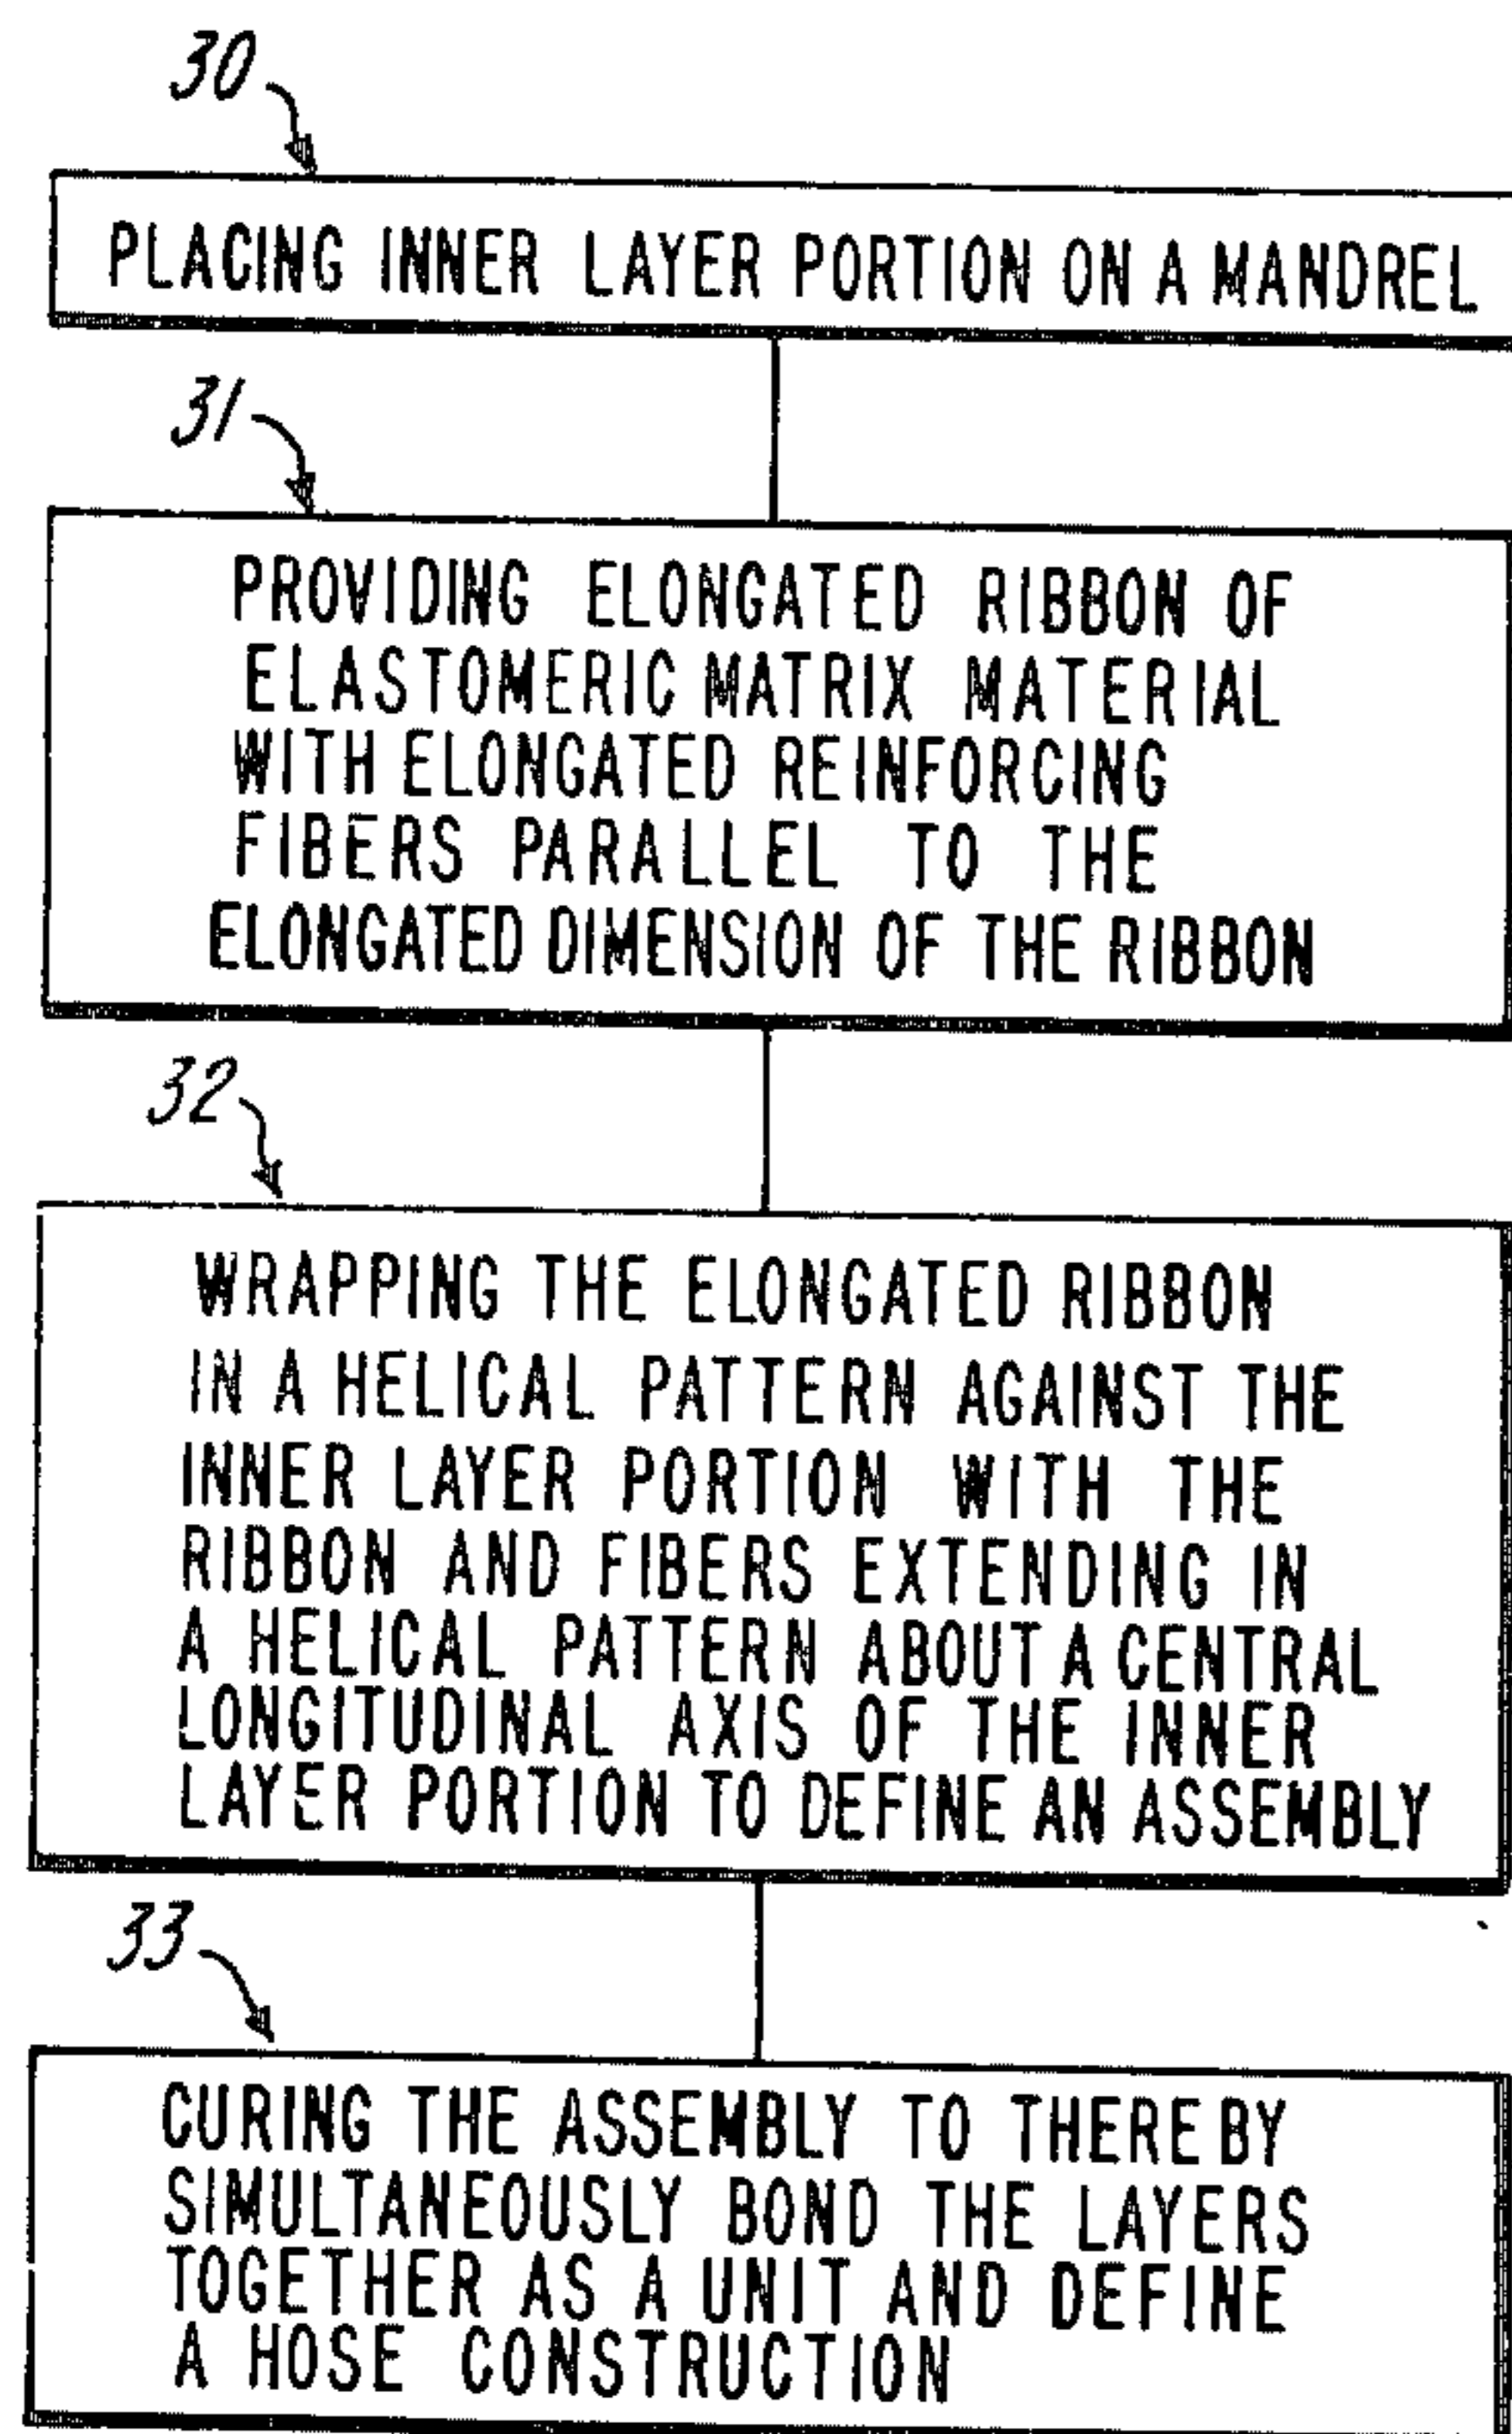 30
PLACING INNER LAYER PORTION ON A MANDREL
31
PROVIDING ELONGATED RIBBON OF
ELASTOMERIC MATRIX MATERIAL
WITH ELONGATED REINFORCING
FIBERS PARALLEL TO THE
ELONGATED DIMENSION OF THE RIBBON
32
WRAPPING THE ELONGATED RIBBON
IN A HELICAL PATTERN AGAINST THE
INNER LAYER PORTION WITH THE
RIBBON AND FIBERS EXTENDING IN
A HELICAL PATTERN ABOUT A CENTRAL
LONGITUDINAL AXIS OF THE INNER
LAYER PORTION TO DEFINE AN ASSEMBLY
33
CURING THE ASSEMBLY TO THEREBY
SIMULTANEOUSLY BOND THE LAYERS
TOGETHER AS A UNIT AND DEFINE
A HOSE CONSTRUCTION